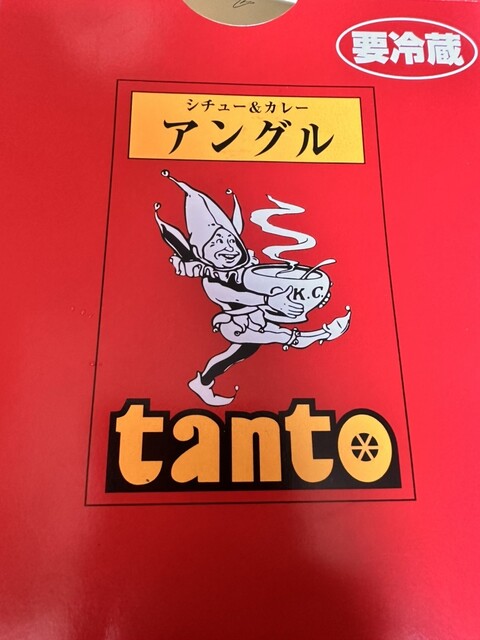 要冷蔵
シチュー&カレー
アングル
K.C.
tanto